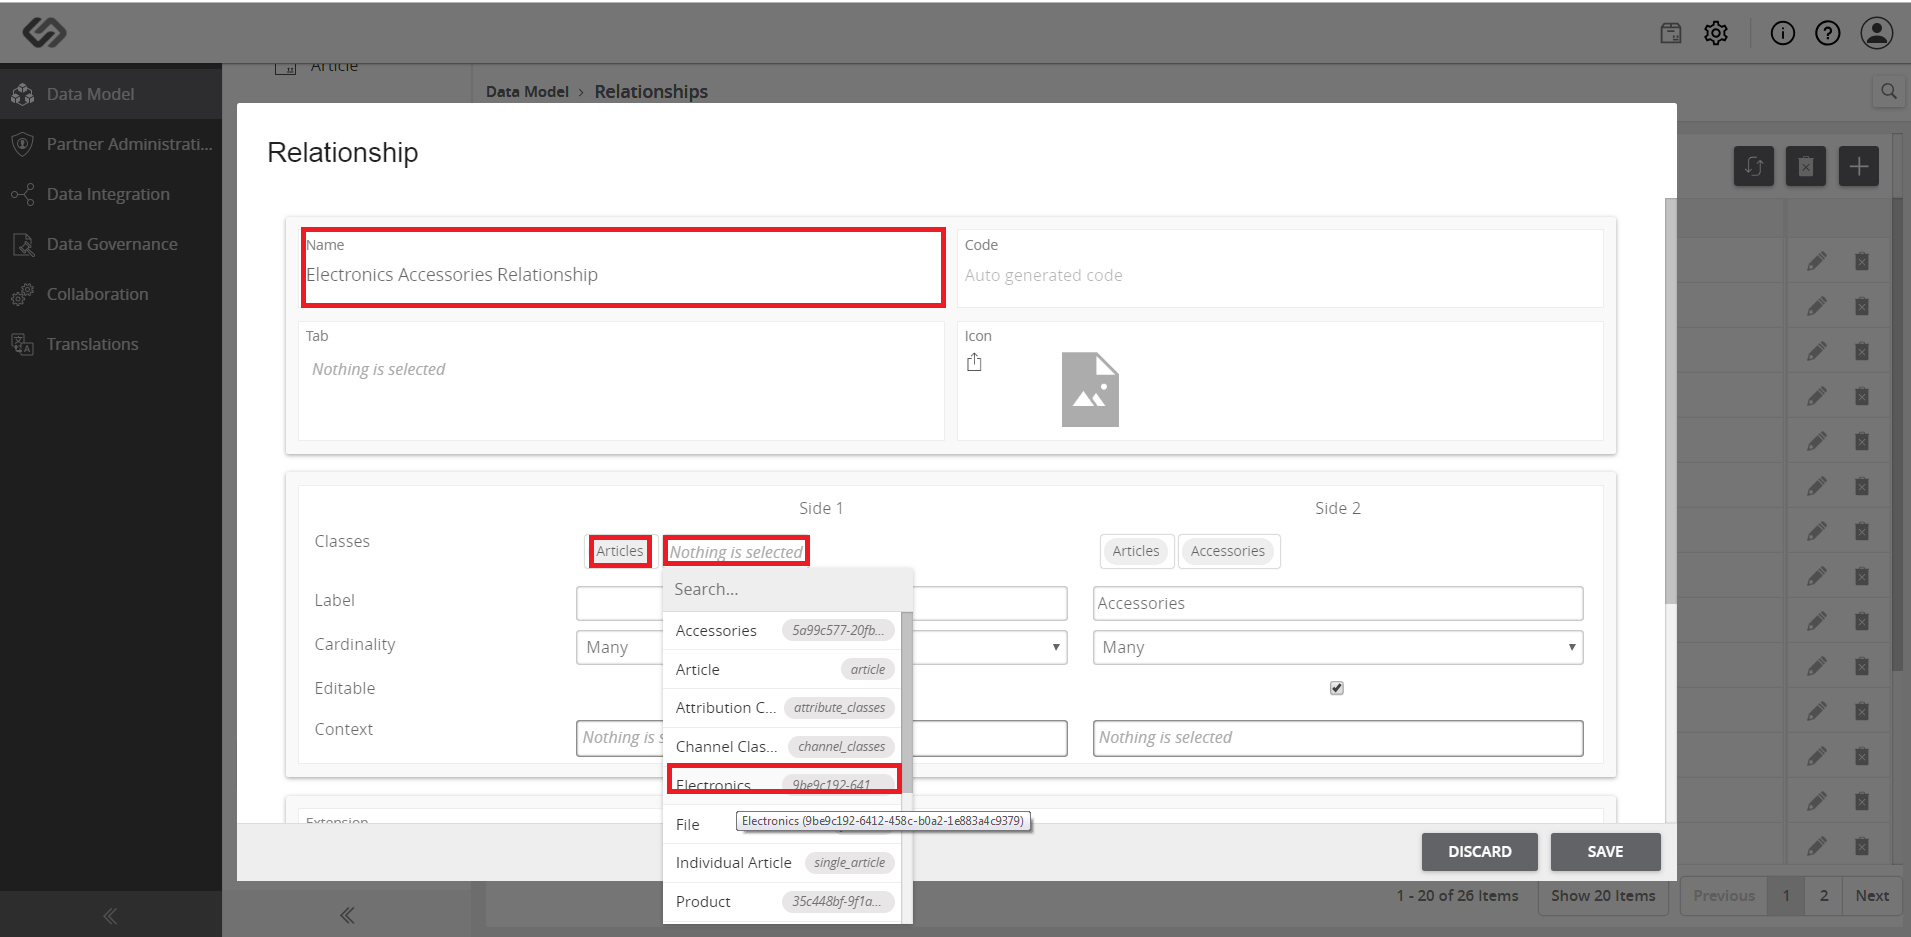 Article
Data Model
Partner Administrati...
Data Integration
Data Governance
Collaboration
Translations
Data Model › Relationships
Relationship
Name
Electronics Accessories Relationship
Code
Auto generated code
Tab
Nothing is selected
Icon
Side 1
Side 2
Classes
Articles
Nothing is selected
Articles
Accessories
Label
Accessories
Cardinality
Many
Many
Editable
Context
Nothing is s
Nothing is selected
Search...
Accessories 5a99c577-20fb...
Article article
Attribution C... attribute_classes
Channel Clas... channel_classes
Electronics 9be9c192-641
File
Electronics (9be9c192-6412-458c-b0a2-1e883a4c9379)
Individual Article single_article
Product 35c448bf-9f1a...
Extension
DISCARD
SAVE
1 - 20 of 26 Items
Show 20 Items
Previous
1
2
Next